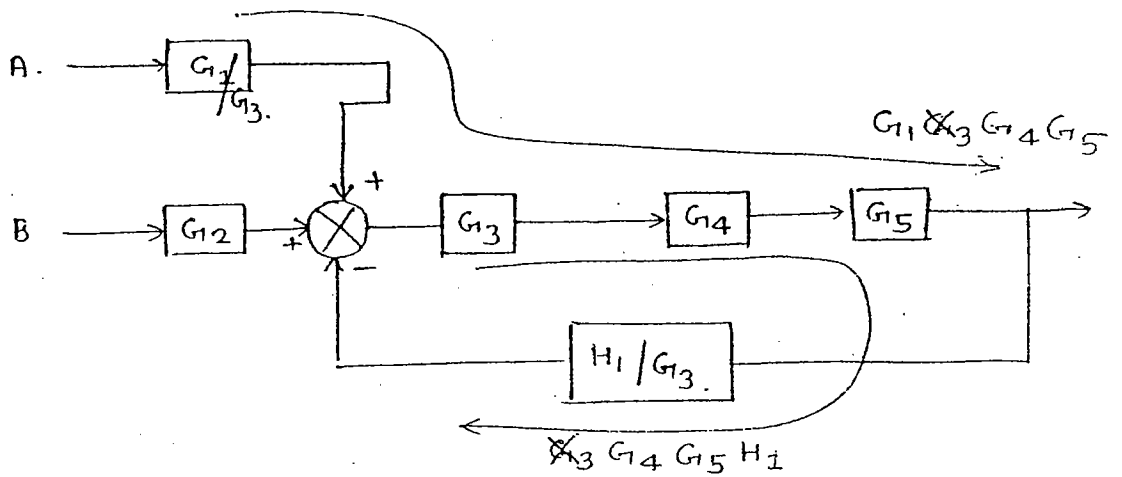 A.
G1/G3.
G1 G3 G4 G5
+
B
G2
+
G3
G4
G5
-
H1/G3.
G3 G4 G5 H1